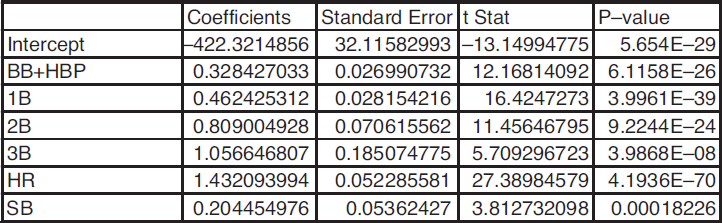 Coefficients Standard Error t Stat P–value
Intercept –422.3214856 32.11582993 –13.14994775 5.654E–29
BB+HBP 0.328427033 0.026990732 12.16814092 6.1158E–26
1B 0.462425312 0.028154216 16.4247273 3.9961E–39
2B 0.809004928 0.070615562 11.45646795 9.2244E–24
3B 1.056646807 0.185074775 5.709296723 3.9868E–08
HR 1.432093994 0.052285581 27.38984579 4.1936E–70
SB 0.204454976 0.05362427 3.812732098 0.00018226